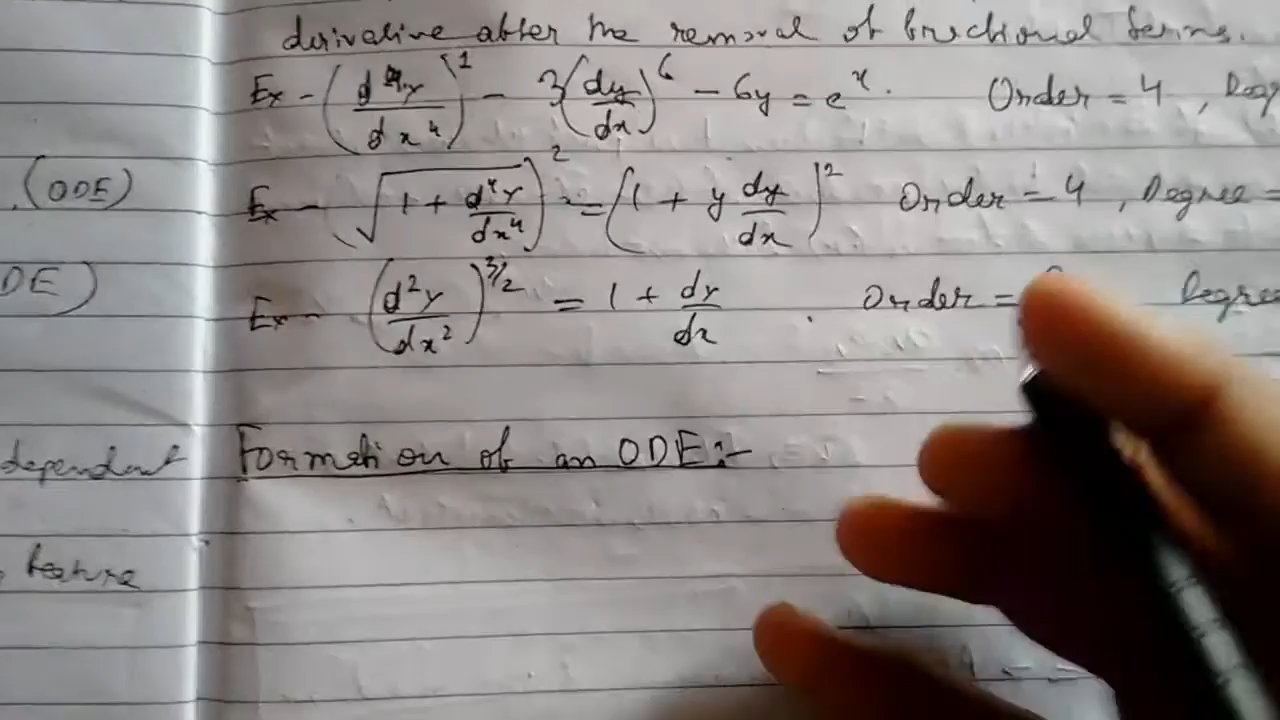 derivative after the removal of fractional terms.
Ex - (d⁴y/dx⁴)¹ - 3(dy/dx)⁶ - 6y = eˣ. Order = 4 ,
(ODE) Ex - √(1 + d⁴y/dx⁴))² = (1 + y dy/dx)² Order = 4 , Degree =
DE) Ex - (d²y/dx²)^3/2 = 1 + dy/dx . Order = Degree
dependent Formation of an ODE:-
feature